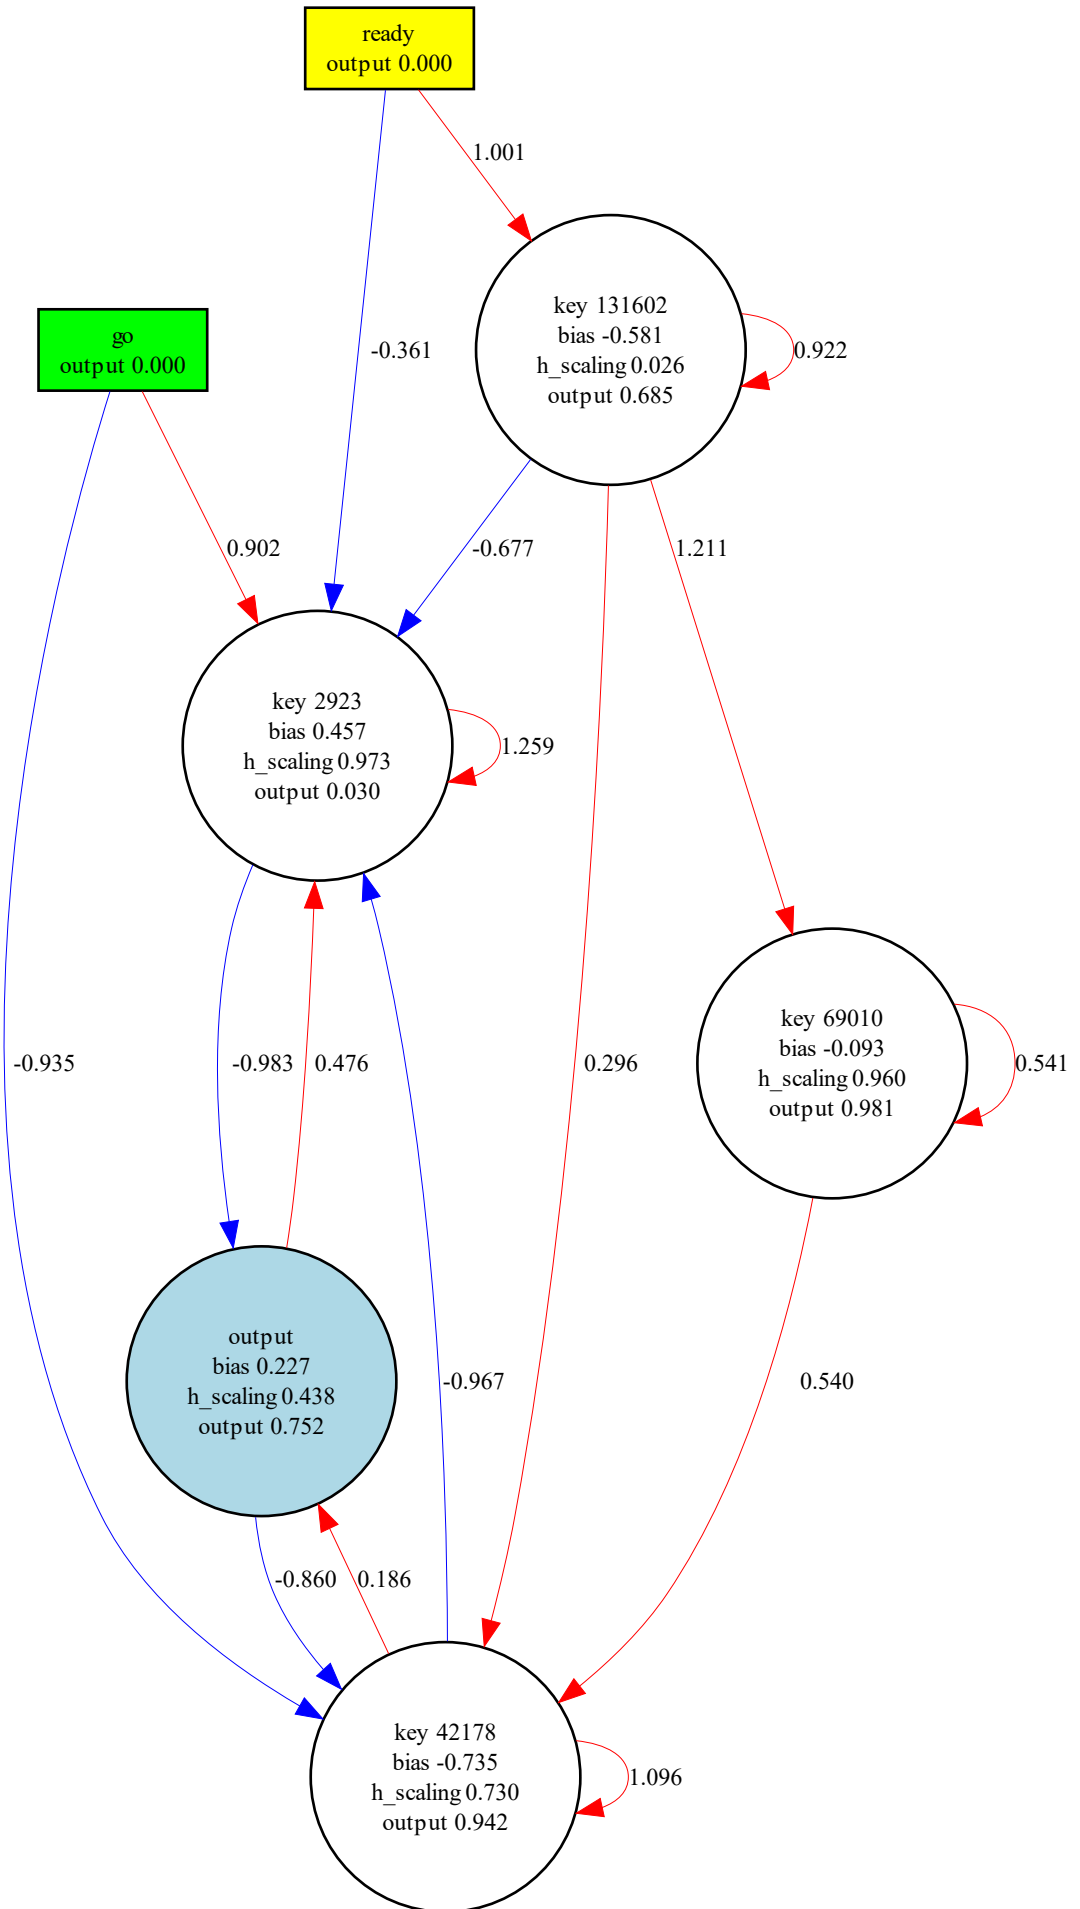 ready
output 0.000
1.001
key 131602
bias -0.581
h_scaling 0.026
output 0.685
0.922
go
output 0.000
-0.361
0.902
-0.677
1.211
key 2923
bias 0.457
h_scaling 0.973
output 0.030
1.259
key 69010
bias -0.093
h_scaling 0.960
output 0.981
0.541
-0.935
-0.983
0.476
0.296
output
bias 0.227
h_scaling 0.438
output 0.752
-0.967
0.540
-0.860
0.186
key 42178
bias -0.735
h_scaling 0.730
output 0.942
1.096